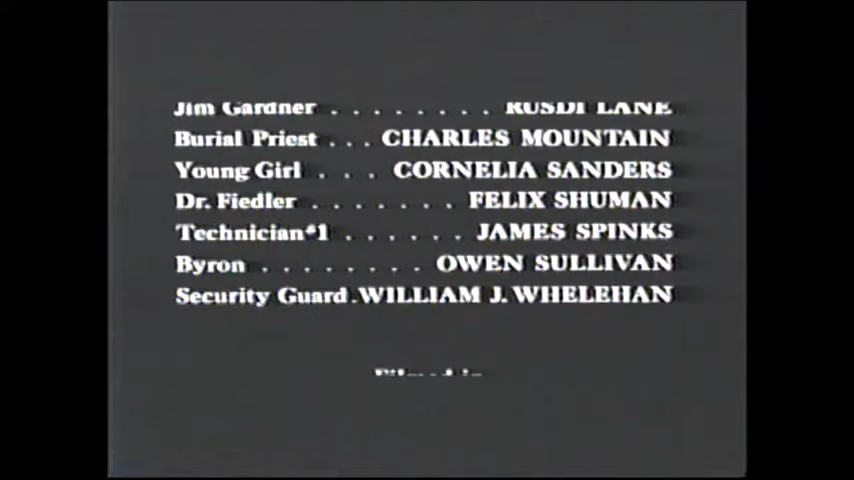 Jim Gardner . . . . . . . . RUSDI LANE
Burial Priest . . . CHARLES MOUNTAIN
Young Girl . . . CORNELIA SANDERS
Dr. Fiedler . . . . . . . FELIX SHUMAN
Technician #1 . . . . . . JAMES SPINKS
Byron . . . . . . . . OWEN SULLIVAN
Security Guard .WILLIAM J. WHELEHAN